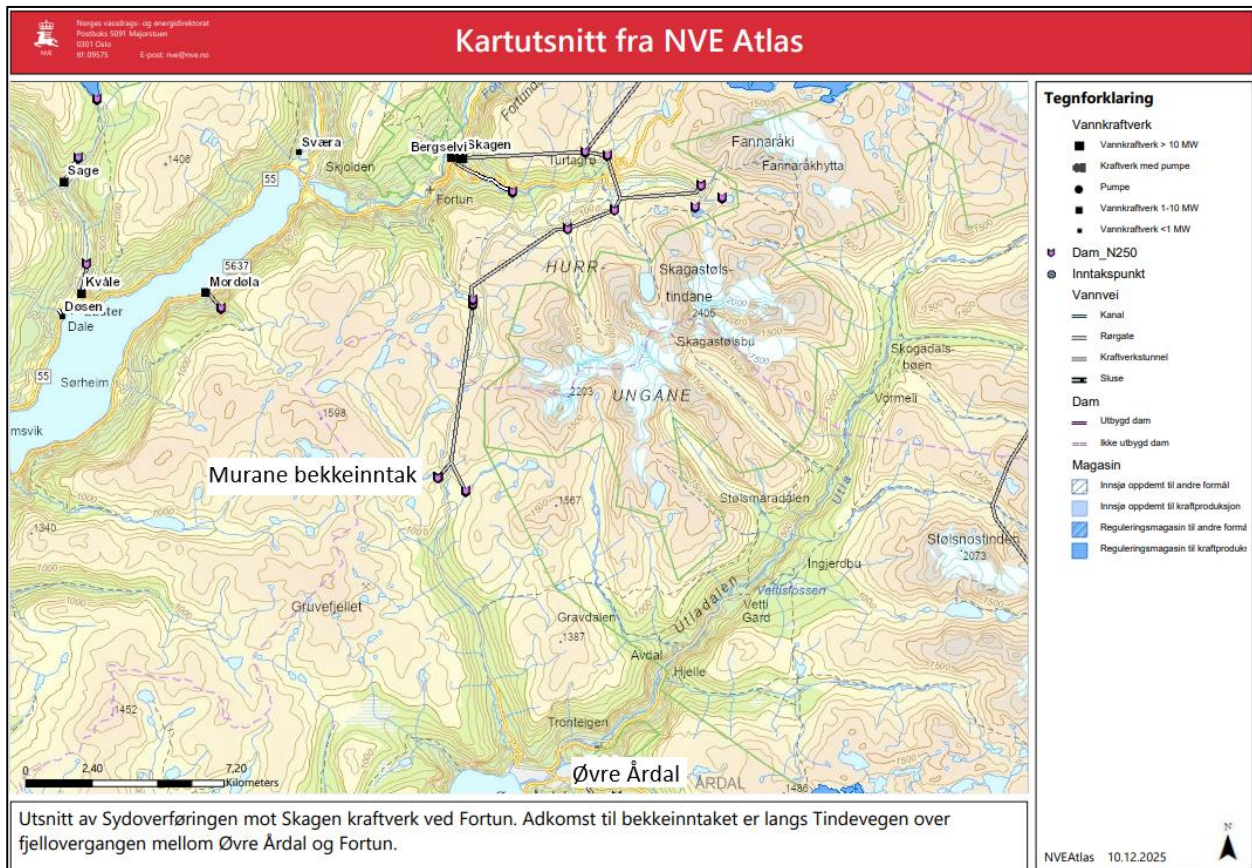 Norges vassdrags- og energidirektorat
Postboks 5091 Majorstuen
0301 Oslo
tlf: 09575 E-post: nve@nve.no
NVE
Kartutsnitt fra NVE Atlas
Sværa
Bergselvi
Skagen
Sage
1406
Skjolden
55
Fortun
Turtagrø
Fannaråki
Fannaråkhytta
1500
5637
Mordøla
Kvåle
Døsen
Dale
HURR-
Skagastøls-
tindane
2405
Skagastølsbu
Skogadals-
bøen
Vormeli
55
Sørheim
2203
UNGANE
1598
msvik
Murane bekkeinntak
1567
Stølsmaradalen
Utla
1340
Stølsnostinden
2073
Ingjerdbu
Vettisfossen
Vetti
Gard
Utladalen
Gruvefjellet
Gravdalen
1387
Avdal
Hjelle
1452
Tronteigen
Øvre Årdal
ÅRDAL
1486
0 2,40 7,20
Kilometers
Tegnforklaring
Vannkraftverk
Vannkraftverk > 10 MW
Kraftverk med pumpe
Pumpe
Vannkraftverk 1-10 MW
Vannkraftverk <1 MW
Dam_N250
Inntakspunkt
Vannvei
Kanal
Rørgate
Kraftverkstunnel
Sluse
Dam
Utbygd dam
Ikke utbygd dam
Magasin
Innsjø oppdemt til andre formål
Innsjø oppdemt til kraftproduksjon
Reguleringsmagasin til andre formå
Reguleringsmagasin til kraftproduks
N
NVEAtlas 10.12.2025
Utsnitt av Sydoverføringen mot Skagen kraftverk ved Fortun. Adkomst til bekkeinntaket er langs Tindevegen over
fjellovergangen mellom Øvre Årdal og Fortun.